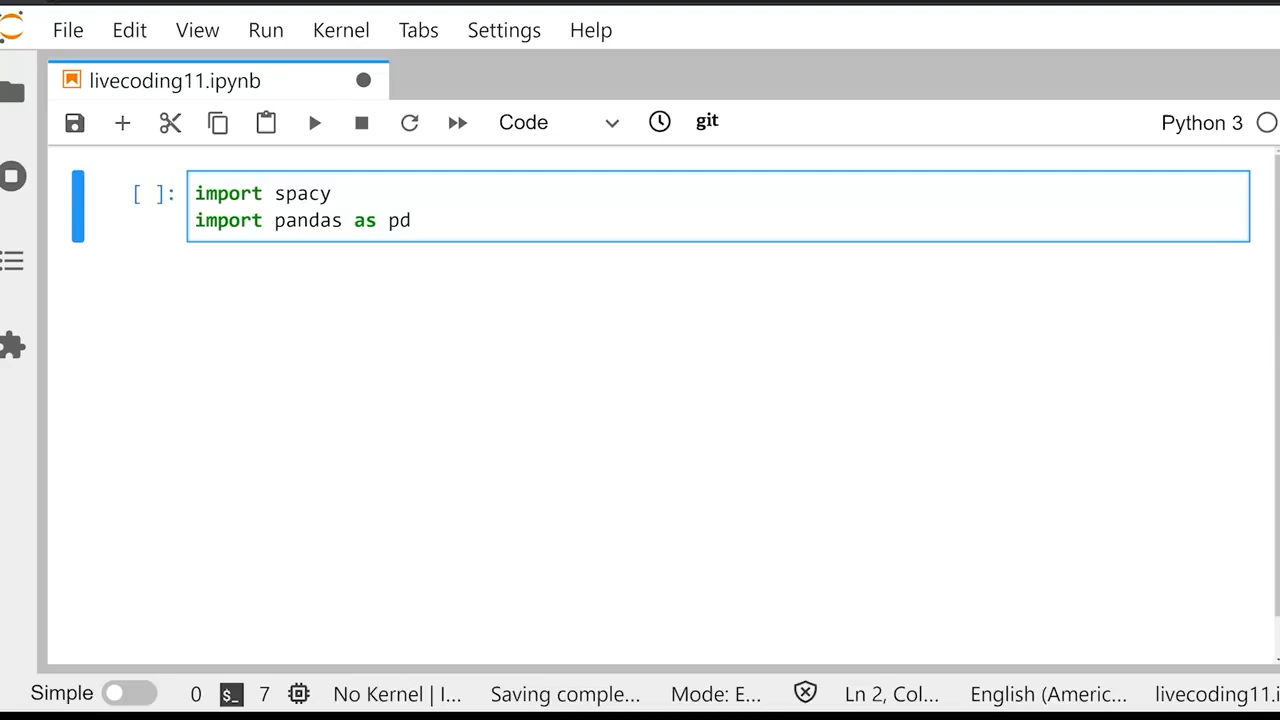 File Edit View Run Kernel Tabs Settings Help
livecoding11.ipynb
Code git Python 3
[ ]: import spacy
import pandas as pd
Simple 0 $_ 7 No Kernel | I... Saving comple... Mode: E... Ln 2, Col... English (Americ... livecoding11.i